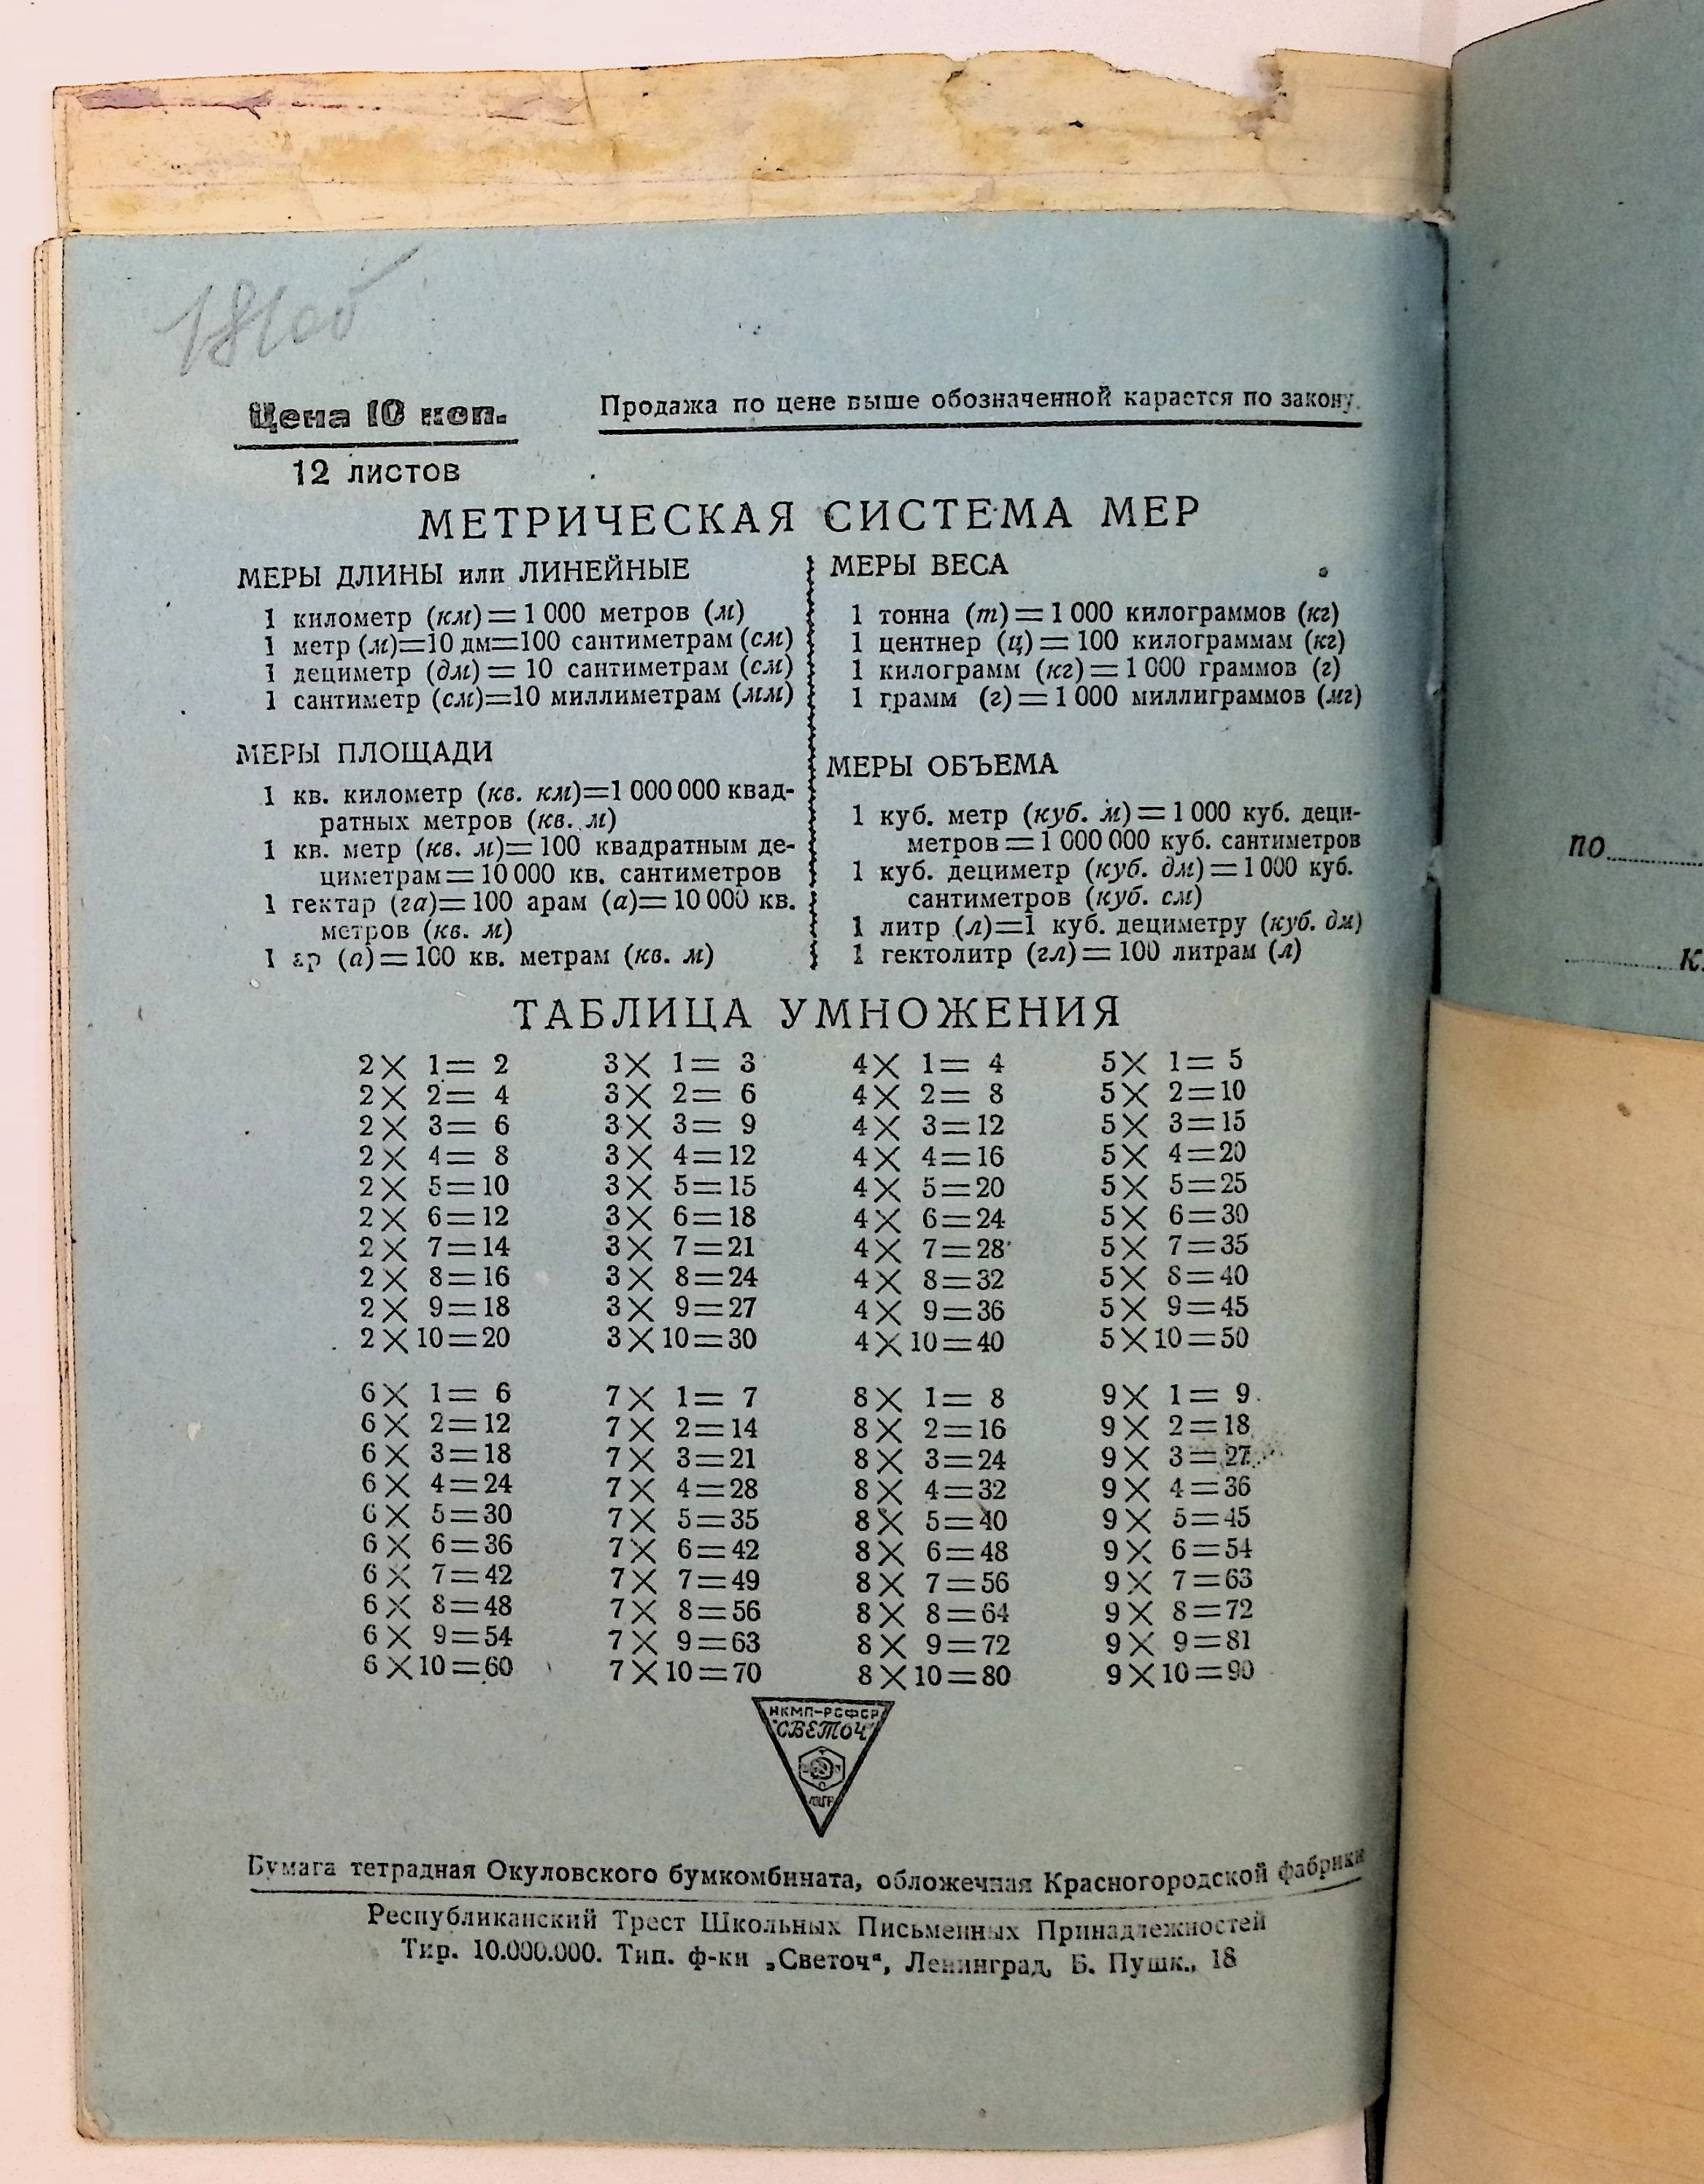 Цена 10 коп.
Продажа по цене выше обозначенной карается по закону.
12 листов
МЕТРИЧЕСКАЯ СИСТЕМА МЕР
МЕРЫ ДЛИНЫ или ЛИНЕЙНЫЕ
1 километр (км)=1 000 метров (м)
1 метр (м)=10 дм=100 сантиметрам (см)
1 дециметр (дм) = 10 сантиметрам (см)
1 сантиметр (см)=10 миллиметрам (мм)
МЕРЫ ПЛОЩАДИ
1 кв. километр (кв. км)=1 000 000 квад-
ратных метров (кв. м)
1 кв. метр (кв. м)=100 квадратным де-
циметрам=10 000 кв. сантиметров
1 гектар (га)=100 арам (а)=10 000 кв.
метров (кв. м)
1 ар (а)=100 кв. метрам (кв. м)
МЕРЫ ВЕСА
1 тонна (т)=1 000 килограммов (кг)
1 центнер (ц)=100 килограммам (кг)
1 килограмм (кг)=1 000 граммов (г)
1 грамм (г)=1 000 миллиграммов (мг)
МЕРЫ ОБЪЕМА
1 куб. метр (куб. м)=1 000 куб. деци-
метров=1 000 000 куб. сантиметров
1 куб. дециметр (куб. дм)=1 000 куб.
сантиметров (куб. см)
1 литр (л)=1 куб. дециметру (куб. дм)
1 гектолитр (гл)=100 литрам (л)
ТАБЛИЦА УМНОЖЕНИЯ
2× 1= 2 3× 1= 3 4× 1= 4 5× 1= 5
2× 2= 4 3× 2= 6 4× 2= 8 5× 2=10
2× 3= 6 3× 3= 9 4× 3=12 5× 3=15
2× 4= 8 3× 4=12 4× 4=16 5× 4=20
2× 5=10 3× 5=15 4× 5=20 5× 5=25
2× 6=12 3× 6=18 4× 6=24 5× 6=30
2× 7=14 3× 7=21 4× 7=28 5× 7=35
2× 8=16 3× 8=24 4× 8=32 5× 8=40
2× 9=18 3× 9=27 4× 9=36 5× 9=45
2×10=20 3×10=30 4×10=40 5×10=50
6× 1= 6 7× 1= 7 8× 1= 8 9× 1= 9
6× 2=12 7× 2=14 8× 2=16 9× 2=18
6× 3=18 7× 3=21 8× 3=24 9× 3=27
6× 4=24 7× 4=28 8× 4=32 9× 4=36
6× 5=30 7× 5=35 8× 5=40 9× 5=45
6× 6=36 7× 6=42 8× 6=48 9× 6=54
6× 7=42 7× 7=49 8× 7=56 9× 7=63
6× 8=48 7× 8=56 8× 8=64 9× 8=72
6× 9=54 7× 9=63 8× 9=72 9× 9=81
6×10=60 7×10=70 8×10=80 9×10=90
НКМП-РСФСР
"СВЕТОЧ"
Бумага тетрадная Окуловского бумкомбината, обложечная Красногородской фабрики
Республиканский Трест Школьных Письменных Принадлежностей
Тир. 10.000.000. Тип. ф-ки „Светоч“, Ленинград, Б. Пушк., 18
по
к